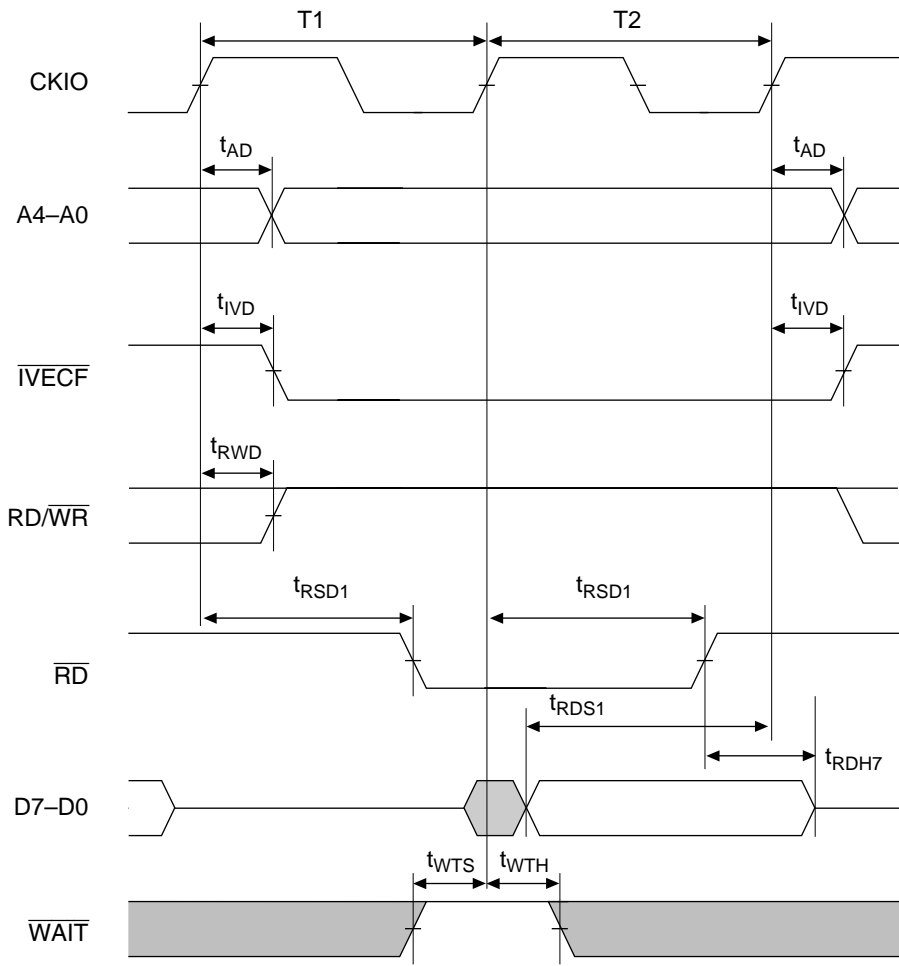 T1 T2
CKIO
tAD tAD
A4–A0
tIVD tIVD
IVECF
tRWD
RD/WR
tRSD1 tRSD1
RD
tRDS1
tRDH7
D7–D0
tWTS tWTH
WAIT